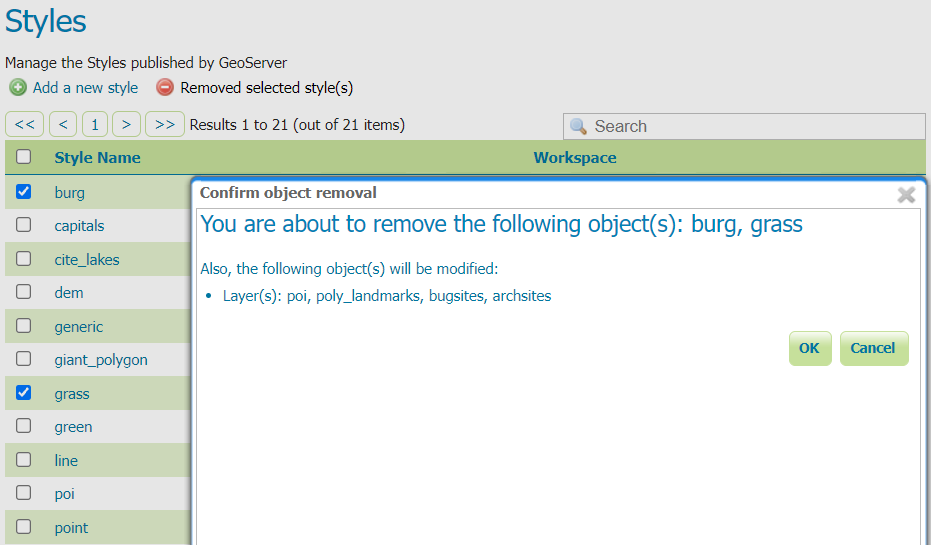 Styles
Manage the Styles published by GeoServer
Add a new style Removed selected style(s)
<< < 1 > >> Results 1 to 21 (out of 21 items) Search
Style Name Workspace
burg
capitals
cite_lakes
dem
generic
giant_polygon
grass
green
line
poi
point
Confirm object removal
You are about to remove the following object(s): burg, grass
Also, the following object(s) will be modified:
• Layer(s): poi, poly_landmarks, bugsites, archsites
OK Cancel